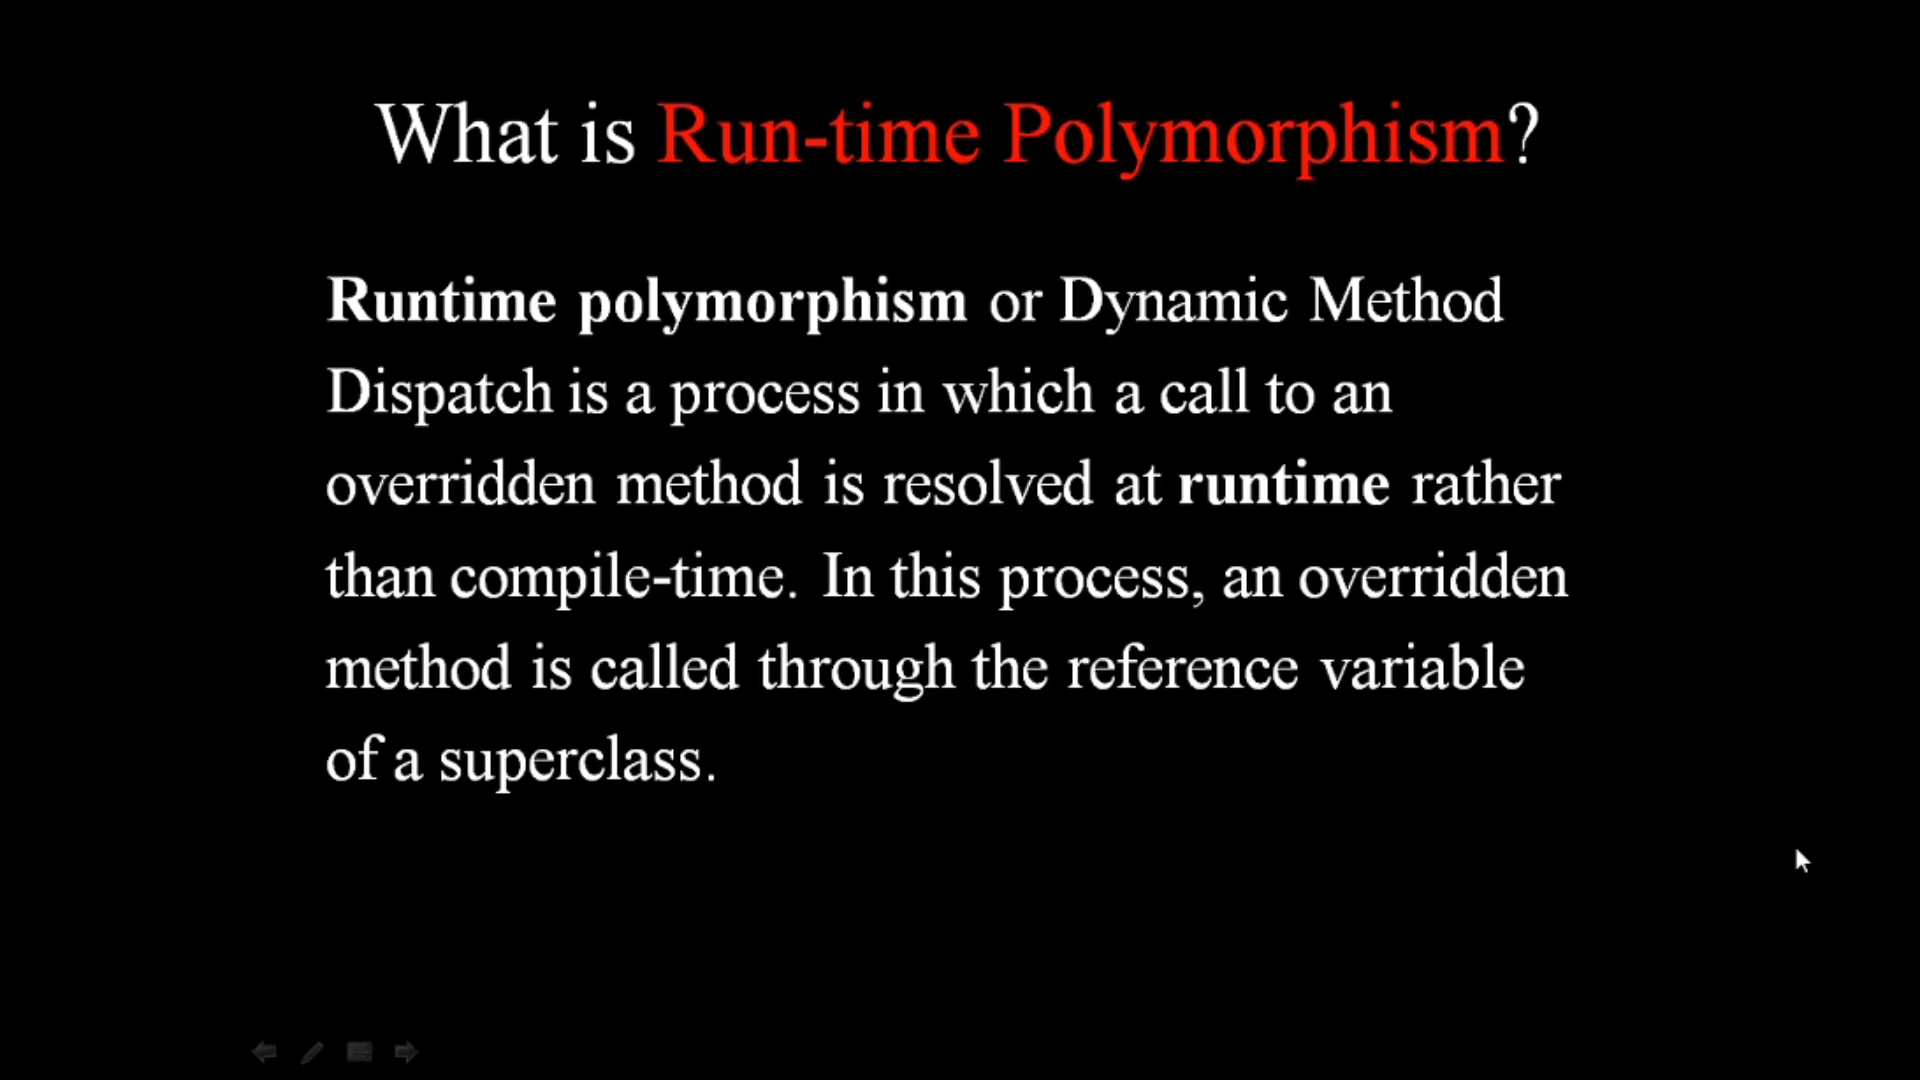 What is Run-time Polymorphism?
Runtime polymorphism or Dynamic Method
Dispatch is a process in which a call to an
overridden method is resolved at runtime rather
than compile-time. In this process, an overridden
method is called through the reference variable
of a superclass.